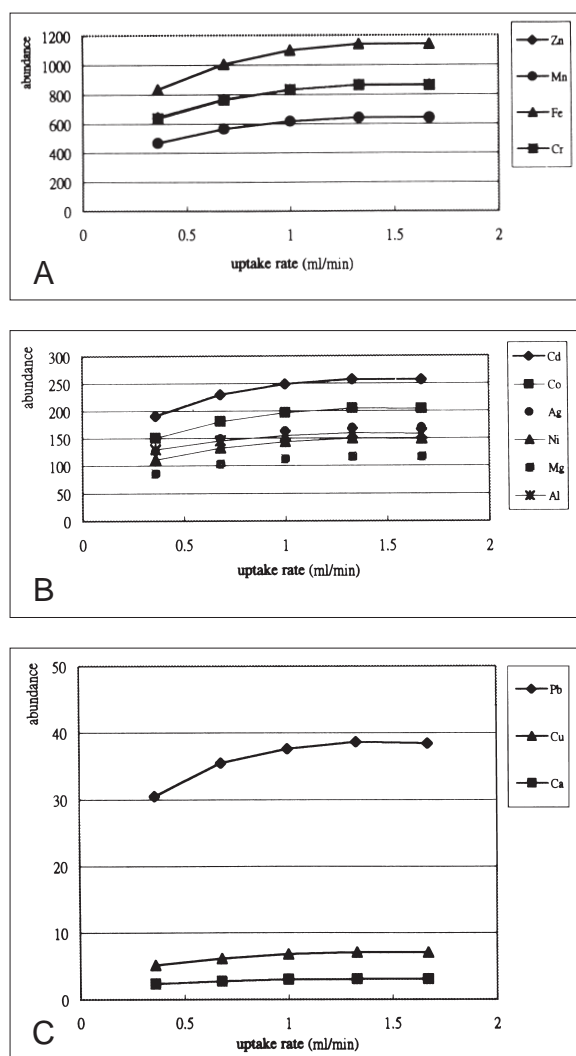 abundance
1200
1000
800
600
400
200
0
0
0.5
1
1.5
2
uptake rate (ml/min)
Zn
Mn
Fe
Cr
A
abundance
300
250
200
150
100
50
0
0
0.5
1
1.5
2
uptake rate (ml/min)
Cd
Co
Ag
Ni
Mg
Al
B
abundance
50
40
30
20
10
0
0
0.5
1
1.5
2
uptake rate (ml/min)
Pb
Cu
Ca
C